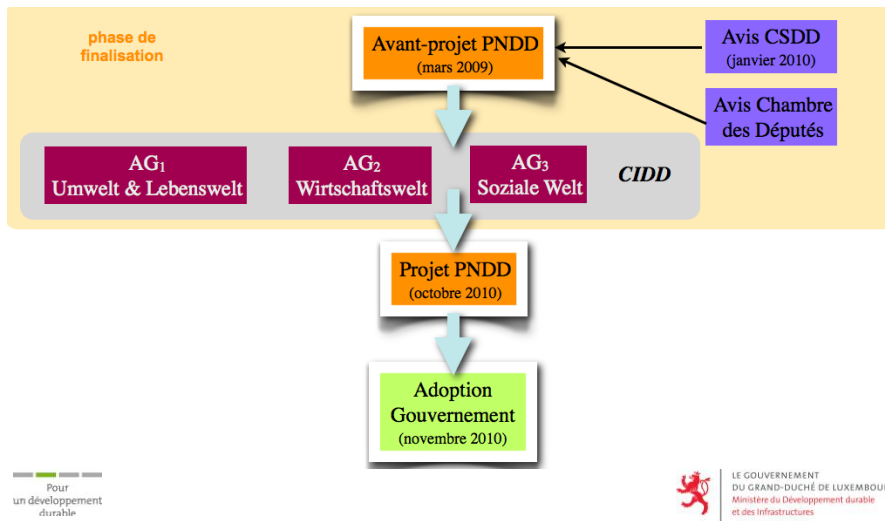 phase de
finalisation
Avant-projet PNDD
(mars 2009)
Avis CSDD
(janvier 2010)
Avis Chambre
des Députés
AG₁
Umwelt & Lebenswelt
AG₂
Wirtschaftswelt
AG₃
Soziale Welt
CIDD
Projet PNDD
(octobre 2010)
Adoption
Gouvernement
(novembre 2010)
Pour
un développement
durable
LE GOUVERNEMENT
DU GRAND-DUCHÉ DE LUXEMBOU
Ministère du Développement durable
et des Infrastructures